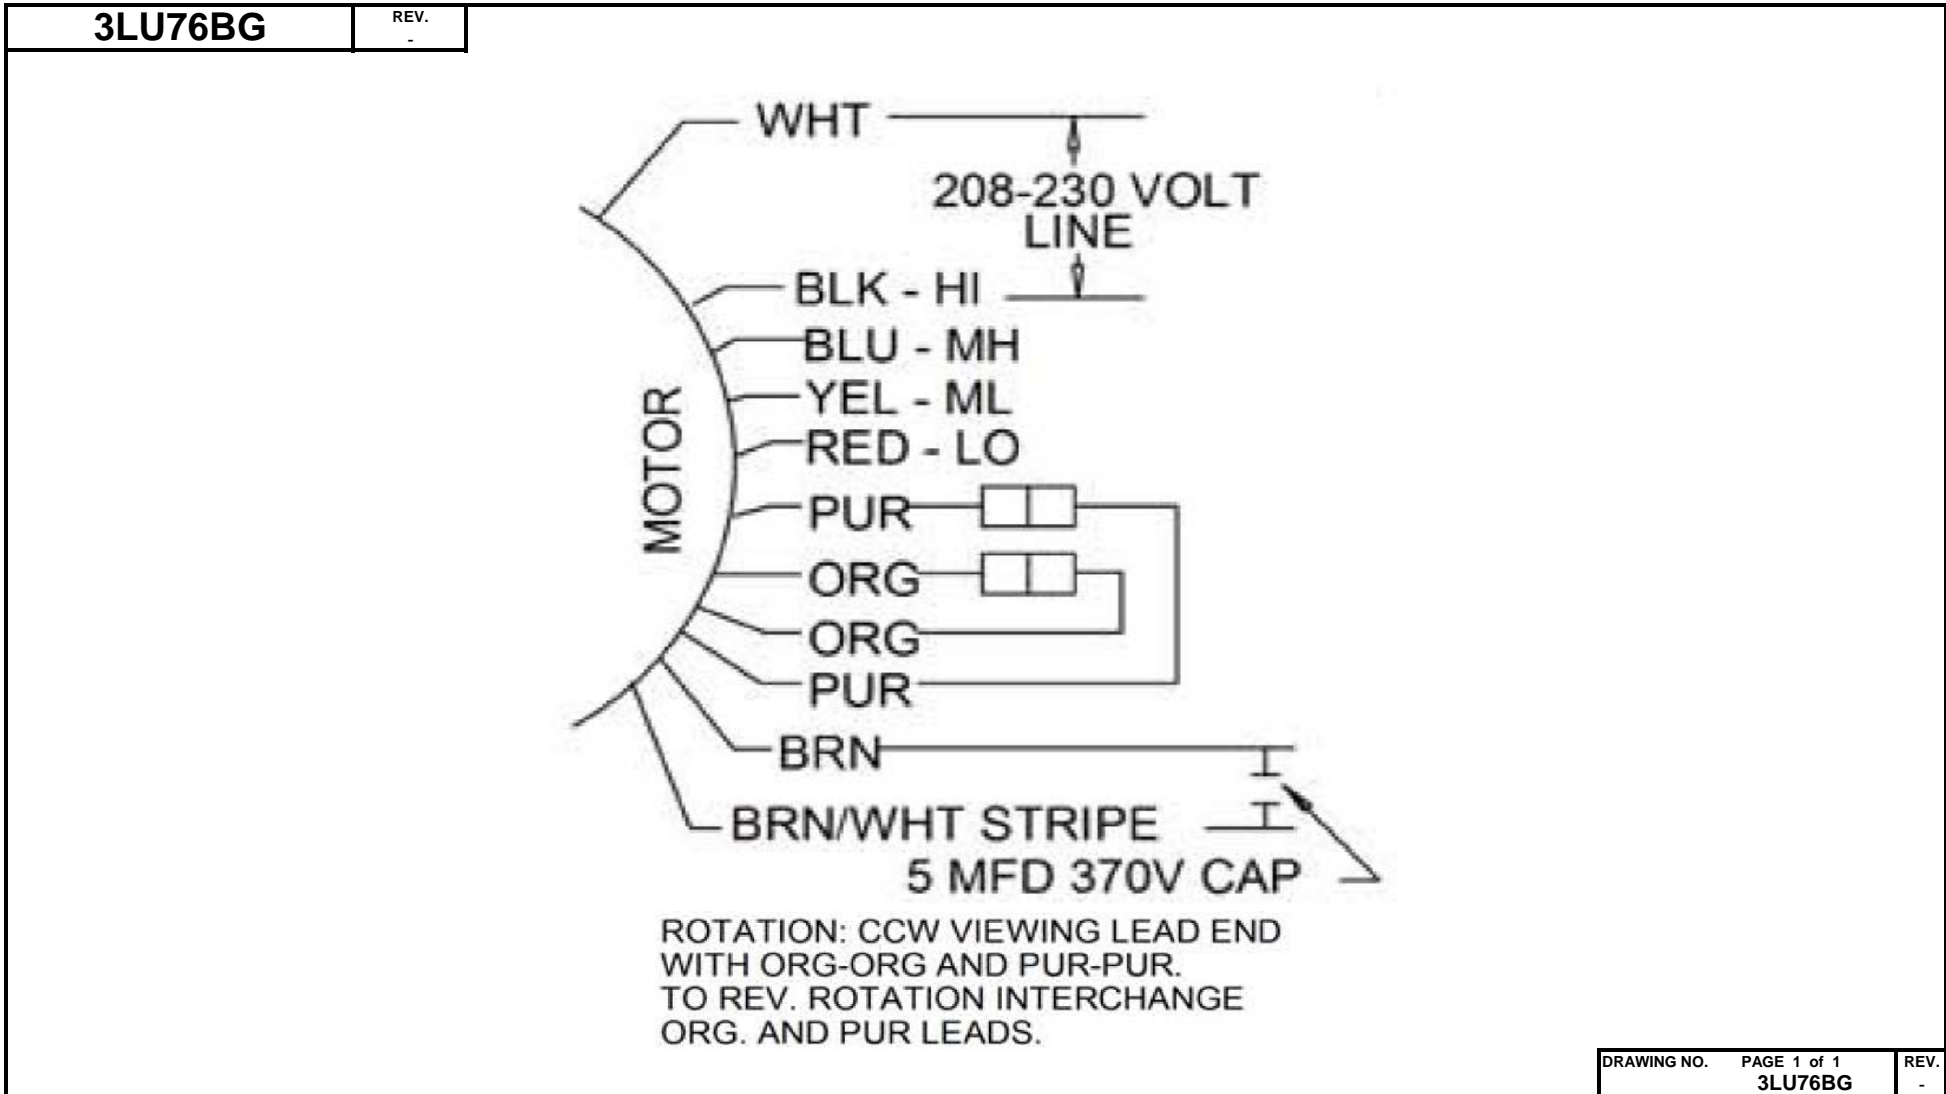 3LU76BG
REV.
-
WHT
208-230 VOLT
LINE
BLK - HI
BLU - MH
YEL - ML
RED - LO
MOTOR
PUR
ORG
ORG
PUR
BRN
BRN/WHT STRIPE
5 MFD 370V CAP
ROTATION: CCW VIEWING LEAD END
WITH ORG-ORG AND PUR-PUR.
TO REV. ROTATION INTERCHANGE
ORG. AND PUR LEADS.
DRAWING NO. PAGE 1 of 1
3LU76BG
REV.
-